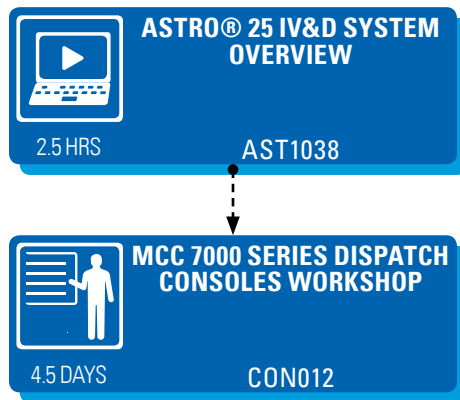 ASTRO® 25 IV&D SYSTEM
OVERVIEW
2.5 HRS
AST1038
MCC 7000 SERIES DISPATCH
CONSOLES WORKSHOP
4.5 DAYS
CON012